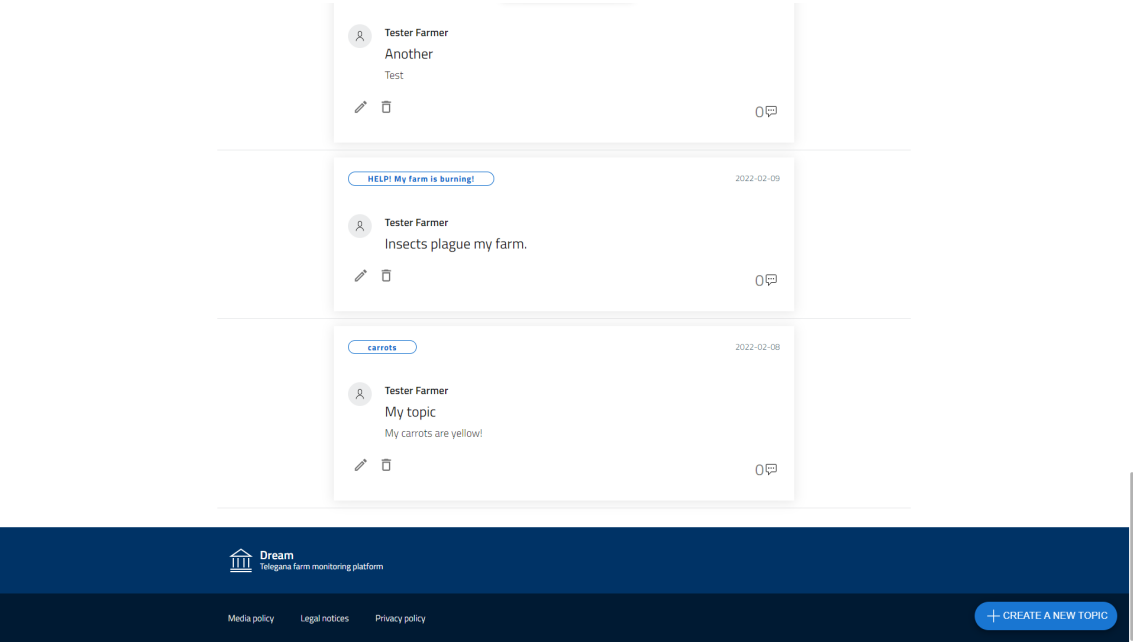 Tester Farmer
Another
Test
0
HELP! My farm is burning!
2022-02-09
Tester Farmer
Insects plague my farm.
0
carrots
2022-02-08
Tester Farmer
My topic
My carrots are yellow!
0
Dream
Telegana farm monitoring platform
Media policy Legal notices Privacy policy
CREATE A NEW TOPIC